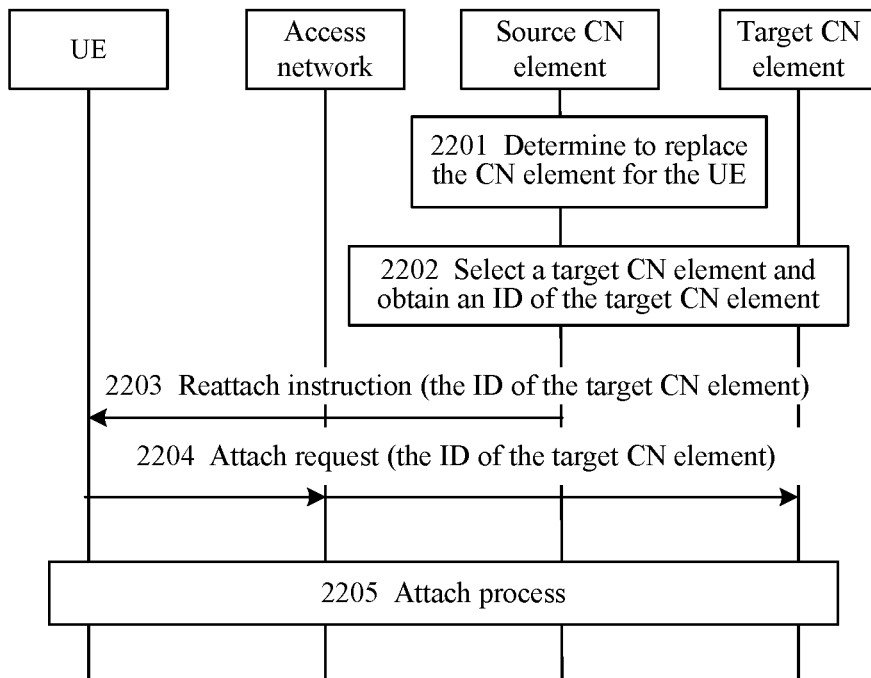 UE
Access
network
Source CN
element
Target CN
element
2201 Determine to replace
the CN element for the UE
2202 Select a target CN element and
obtain an ID of the target CN element
2203 Reattach instruction (the ID of the target CN element)
2204 Attach request (the ID of the target CN element)
2205 Attach process